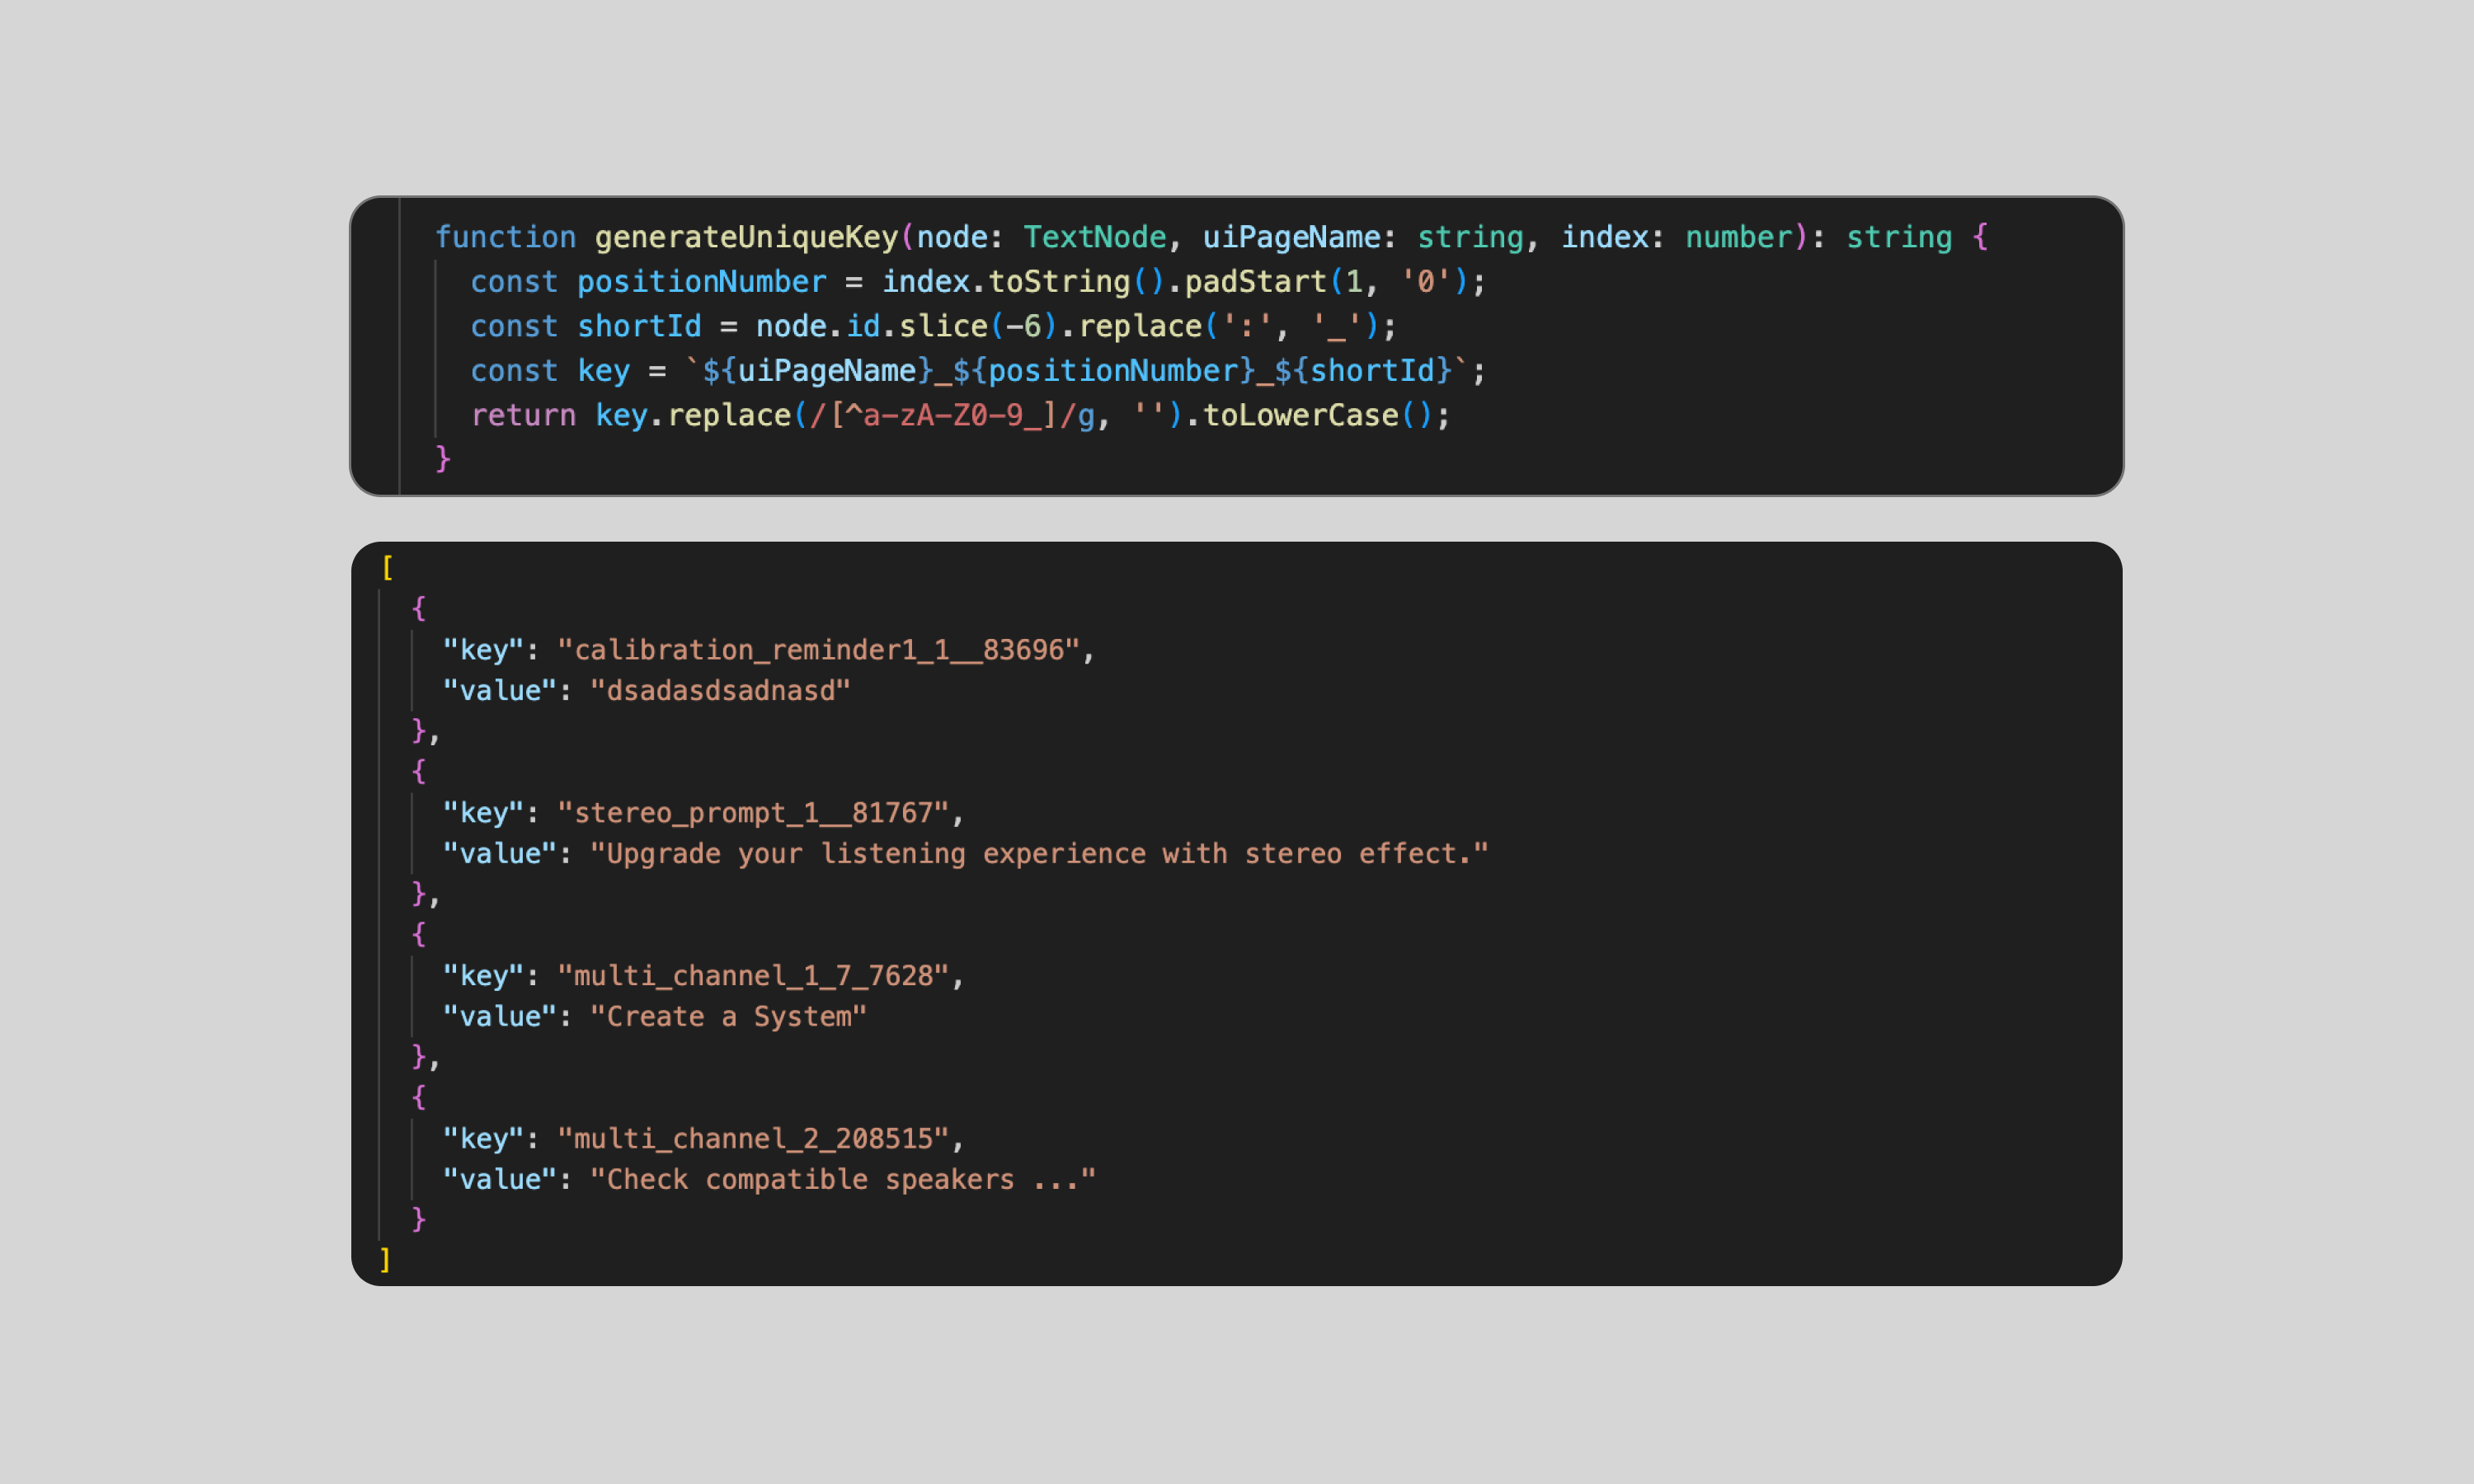 function generateUniqueKey(node: TextNode, uiPageName: string, index: number): string {
const positionNumber = index.toString().padStart(1, '0');
const shortId = node.id.slice(-6).replace(':', '_');
const key = `${uiPageName}_${positionNumber}_${shortId}`;
return key.replace(/[^a-zA-Z0-9_]/g, '').toLowerCase();
}
[
{
"key": "calibration_reminder1_1__83696",
"value": "dsadasdsadnasd"
},
{
"key": "stereo_prompt_1__81767",
"value": "Upgrade your listening experience with stereo effect."
},
{
"key": "multi_channel_1_7_7628",
"value": "Create a System"
},
{
"key": "multi_channel_2_208515",
"value": "Check compatible speakers ..."
}
]